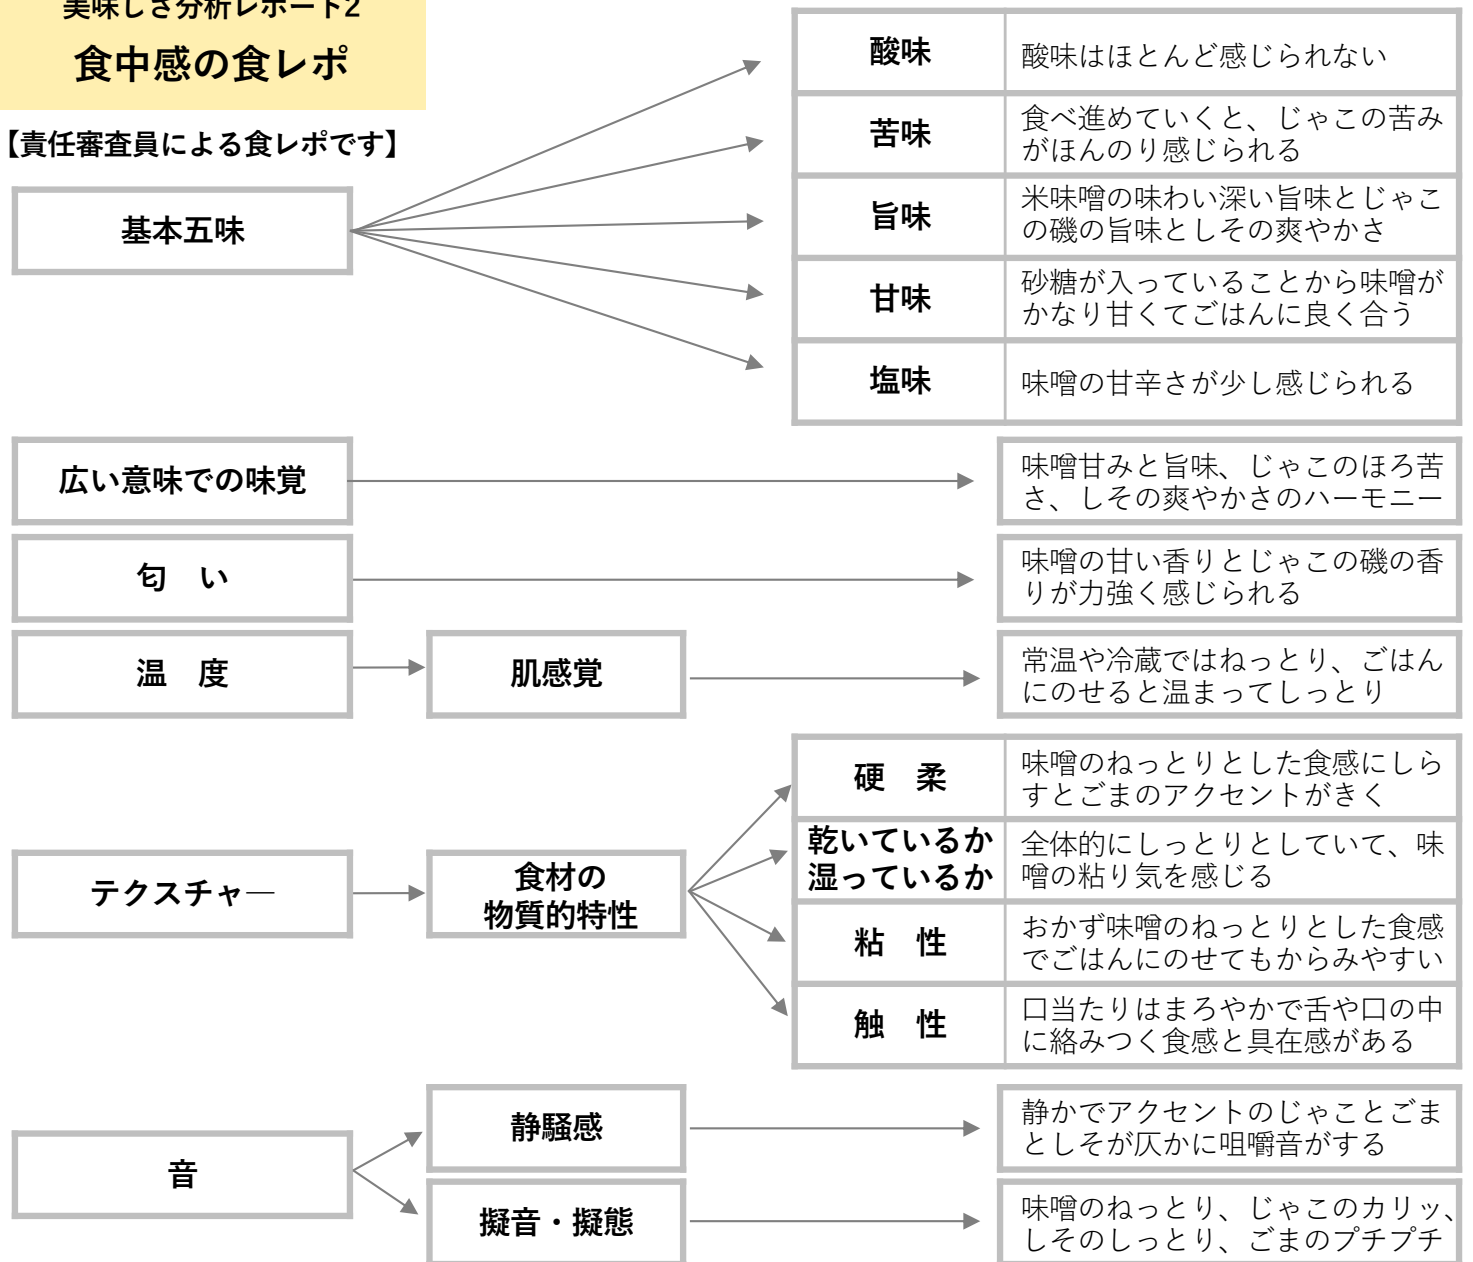 美味しさ分析レポート2
食中感の食レポ
【責任審査員による食レポです】
基本五味
酸味
酸味はほとんど感じられない
苦味
食べ進めていくと、じゃこの苦み
がほんのり感じられる
旨味
米味噌の味わい深い旨味とじゃこ
の磯の旨味としその爽やかさ
甘味
砂糖が入っていることから味噌が
かなり甘くてごはんに良く合う
塩味
味噌の甘辛さが少し感じられる
広い意味での味覚
味噌甘みと旨味、じゃこのほろ苦
さ、しその爽やかさのハーモニー
匂　い
味噌の甘い香りとじゃこの磯の香
りが力強く感じられる
温　度
肌感覚
常温や冷蔵ではねっとり、ごはん
にのせると温まってしっとり
テクスチャ―
食材の
物質的特性
硬　柔
味噌のねっとりとした食感にしら
すとごまのアクセントがきく
乾いているか
湿っているか
全体的にしっとりとしていて、味
噌の粘り気を感じる
粘　性
おかず味噌のねっとりとした食感
でごはんにのせてもからみやすい
触　性
口当たりはまろやかで舌や口の中
に絡みつく食感と具在感がある
音
静騒感
静かでアクセントのじゃことごま
としそが仄かに咀嚼音がする
擬音・擬態
味噌のねっとり、じゃこのカリッ、
しそのしっとり、ごまのプチプチ